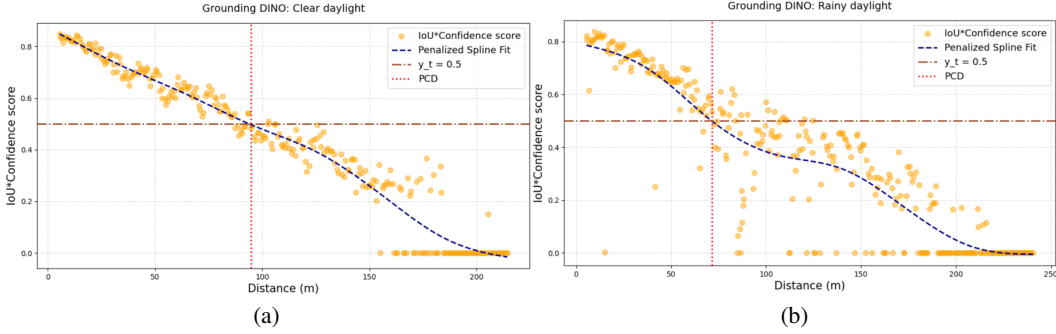 Grounding DINO: Clear daylight
IoU*Confidence score
Penalized Spline Fit
y_t = 0.5
PCD
0.8
0.6
0.4
0.2
0.0
IoU*Confidence score
0
50
100
150
200
Distance (m)
(a)
Grounding DINO: Rainy daylight
IoU*Confidence score
Penalized Spline Fit
y_t = 0.5
PCD
0.8
0.6
0.4
0.2
0.0
IoU*Confidence score
0
50
100
150
200
250
Distance (m)
(b)